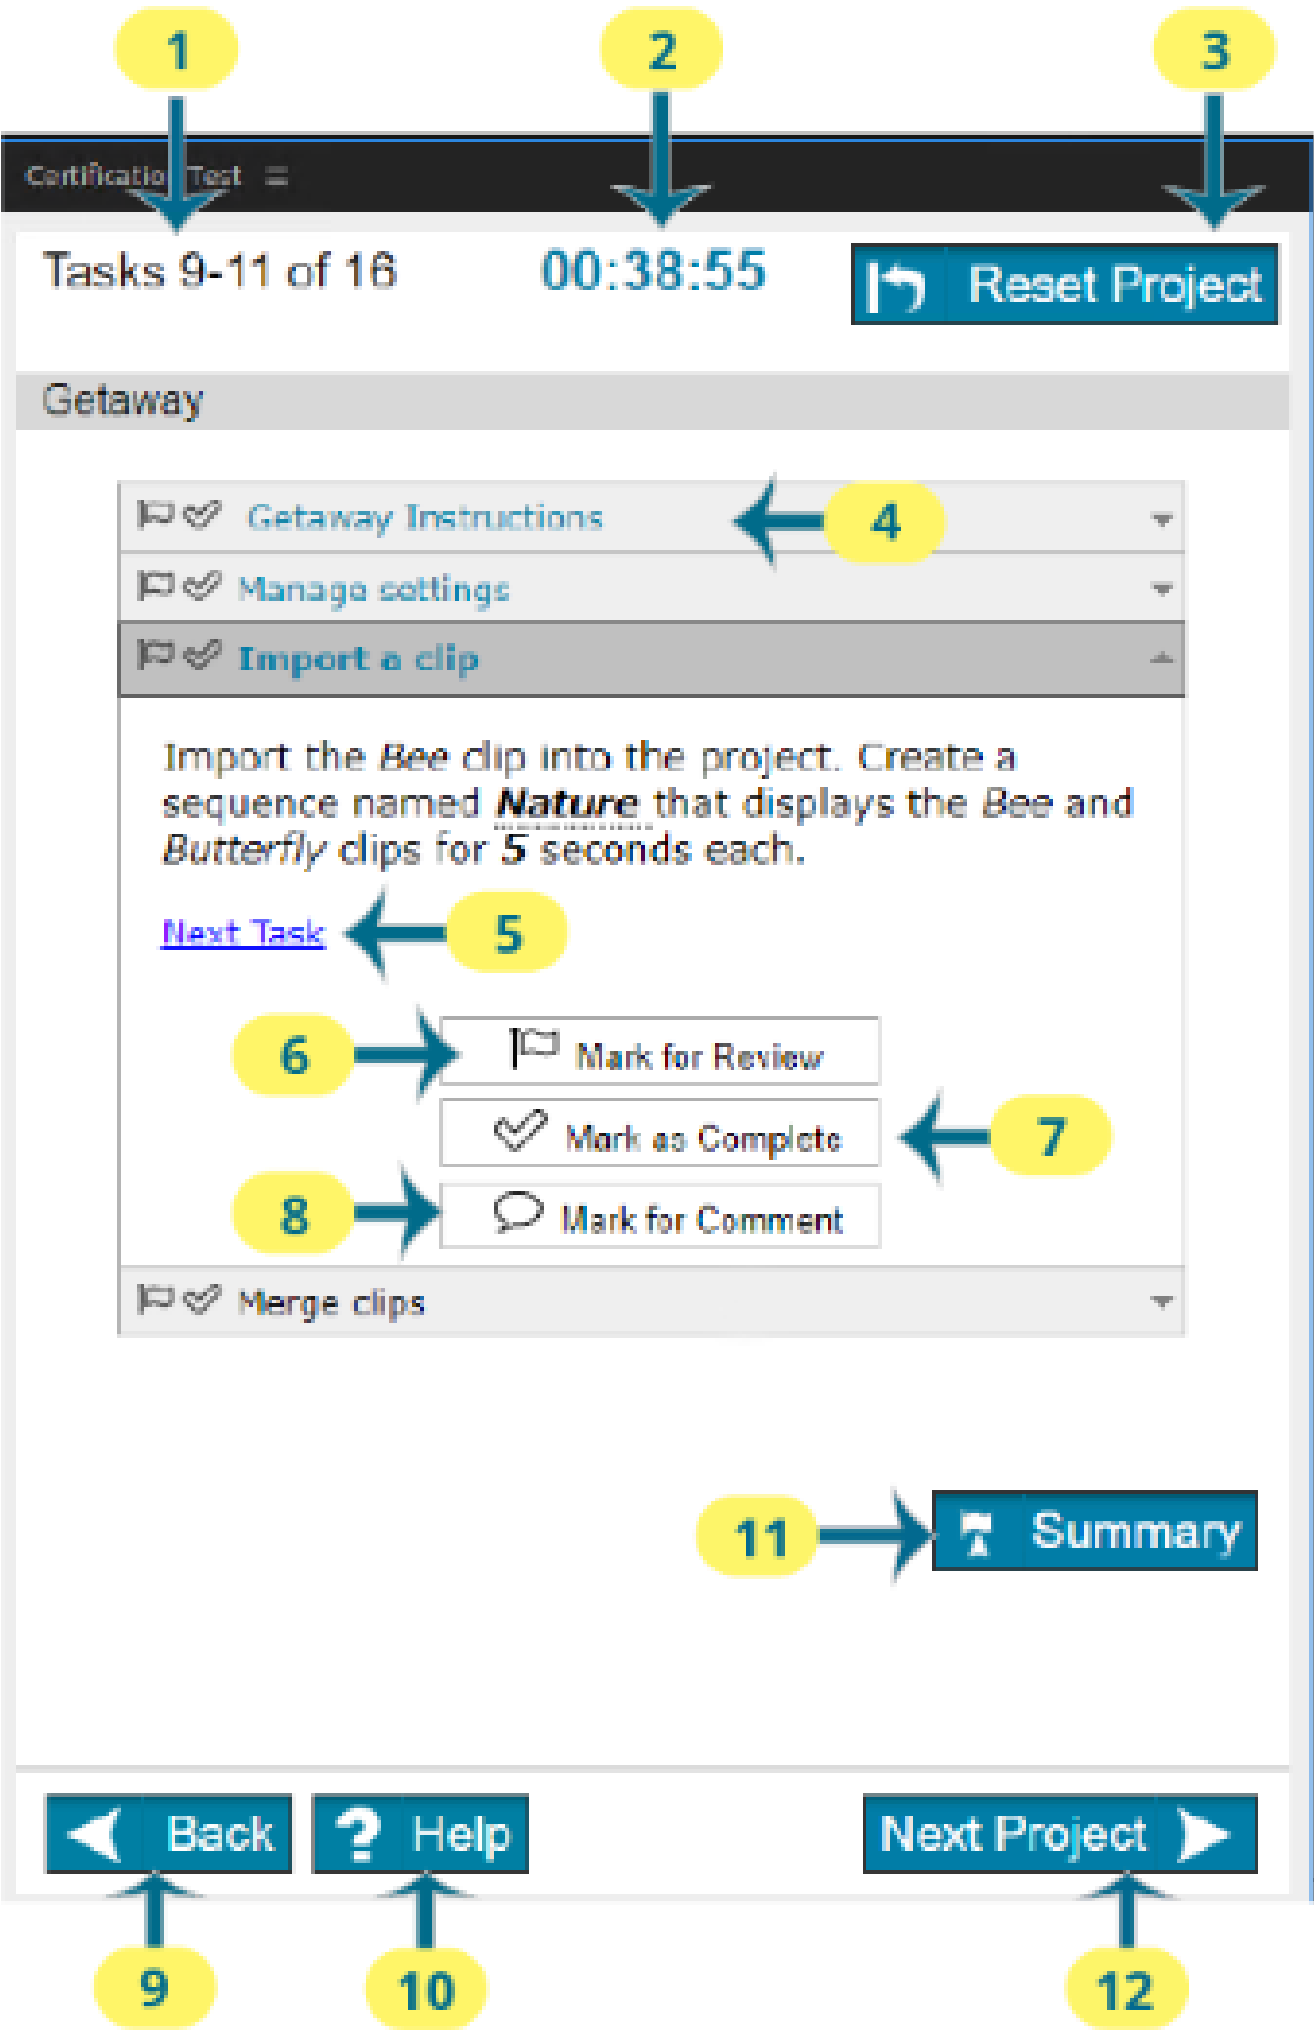 1
2
3
Certification Test
Tasks 9-11 of 16
00:38:55
Reset Project
Getaway
Getaway Instructions
4
Manage settings
Import a clip
Import the Bee clip into the project. Create a
sequence named Nature that displays the Bee and
Butterfly clips for 5 seconds each.
Next Task
5
6
Mark for Review
Mark as Complete
7
8
Mark for Comment
Merge clips
11
Summary
Back
Help
Next Project
9
10
12